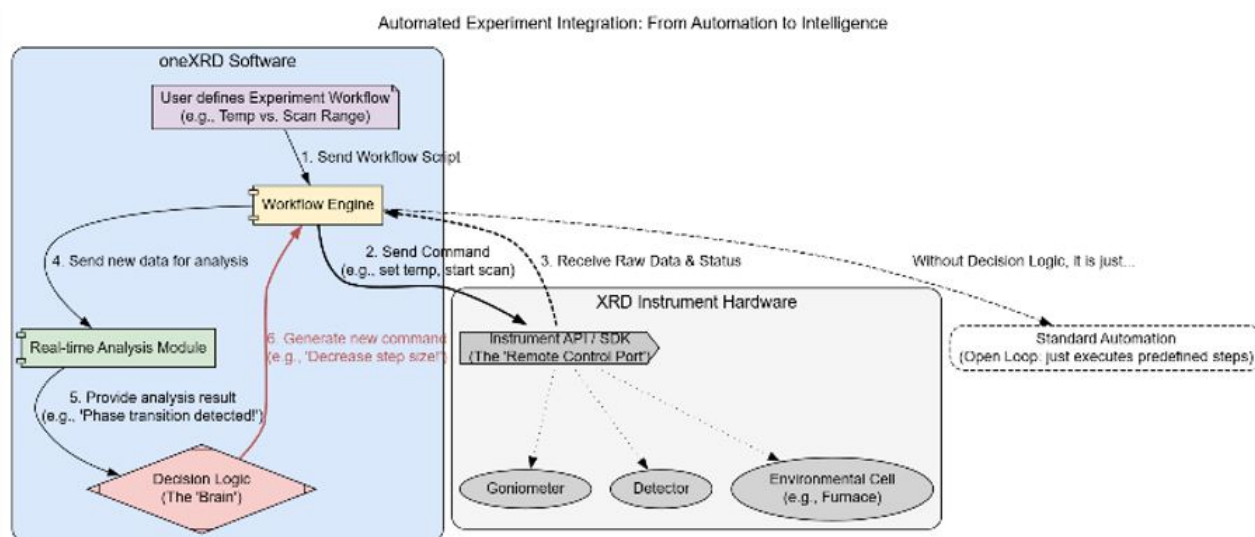 Automated Experiment Integration: From Automation to Intelligence
oneXRD Software
User defines Experiment Workflow
(e.g., Temp vs. Scan Range)
1. Send Workflow Script
Workflow Engine
2. Send Command
(e.g., set temp, start scan)
3. Receive Raw Data & Status
4. Send new data for analysis
Without Decision Logic, it is just...
XRD Instrument Hardware
Instrument API / SDK
(The 'Remote Control Port')
Standard Automation
(Open Loop: just executes predefined steps)
Real-time Analysis Module
6. Generate new command
(e.g., 'Decrease step size!')
5. Provide analysis result
(e.g., 'Phase transition detected!')
Decision Logic
(The 'Brain')
Goniometer
Detector
Environmental Cell
(e.g., Furnace)